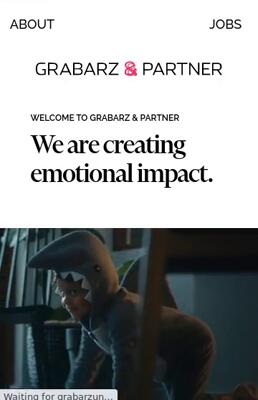 ABOUT
JOBS
GRABARZ & PARTNER
WELCOME TO GRABARZ & PARTNER
We are creating
emotional impact.
Waiting for grabarzun...